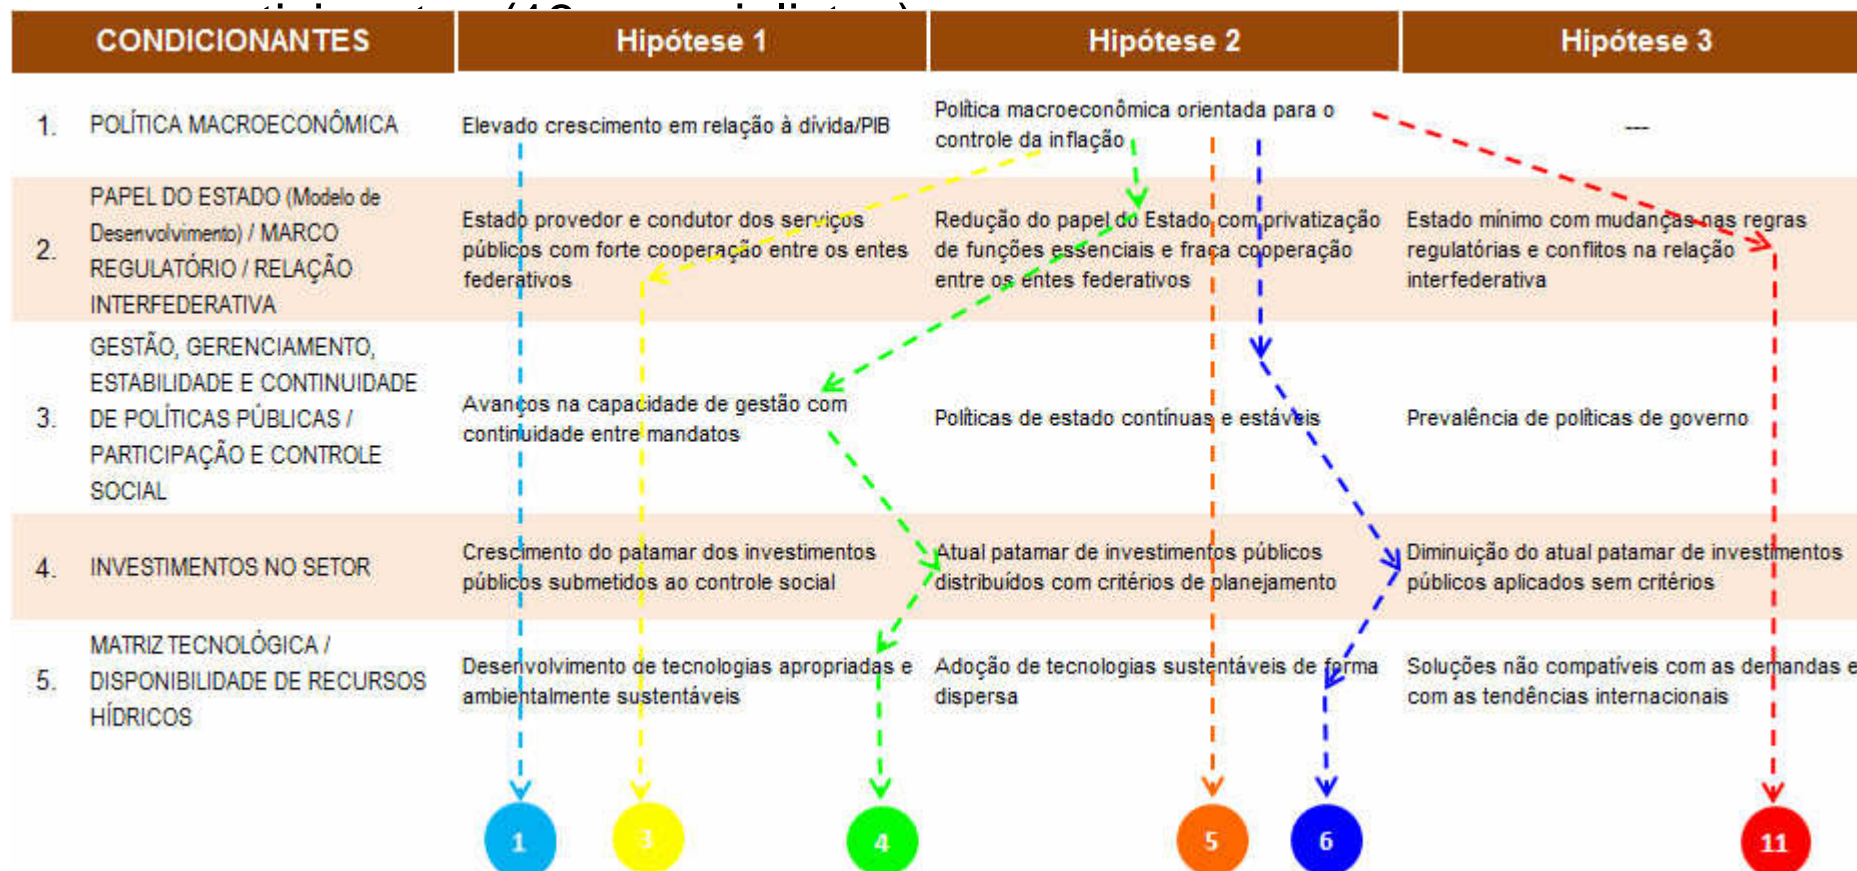 CONDICIONANTES
Hipótese 1
Hipótese 2
Hipótese 3
1.
POLÍTICA MACROECONÔMICA
Elevado crescimento em relação à dívida/PIB
Política macroeconômica orientada para o
controle da inflação
---
2.
PAPEL DO ESTADO (Modelo de
Desenvolvimento) / MARCO
REGULATÓRIO / RELAÇÃO
INTERFEDERATIVA
Estado provedor e condutor dos serviços
públicos com forte cooperação entre os entes
federativos
Redução do papel do Estado com privatização
de funções essenciais e fraca cooperação
entre os entes federativos
Estado mínimo com mudanças nas regras
regulatórias e conflitos na relação
interfederativa
3.
GESTÃO, GERENCIAMENTO,
ESTABILIDADE E CONTINUIDADE
DE POLÍTICAS PÚBLICAS /
PARTICIPAÇÃO E CONTROLE
SOCIAL
Avanços na capacidade de gestão com
continuidade entre mandatos
Políticas de estado contínuas e estáveis
Prevalência de políticas de governo
4.
INVESTIMENTOS NO SETOR
Crescimento do patamar dos investimentos
públicos submetidos ao controle social
Atual patamar de investimentos públicos
distribuídos com critérios de planejamento
Diminuição do atual patamar de investimentos
públicos aplicados sem critérios
5.
MATRIZ TECNOLÓGICA /
DISPONIBILIDADE DE RECURSOS
HÍDRICOS
Desenvolvimento de tecnologias apropriadas e
ambientalmente sustentáveis
Adoção de tecnologias sustentáveis de forma
dispersa
Soluções não compatíveis com as demandas e
com as tendências internacionais
1
3
4
5
6
11